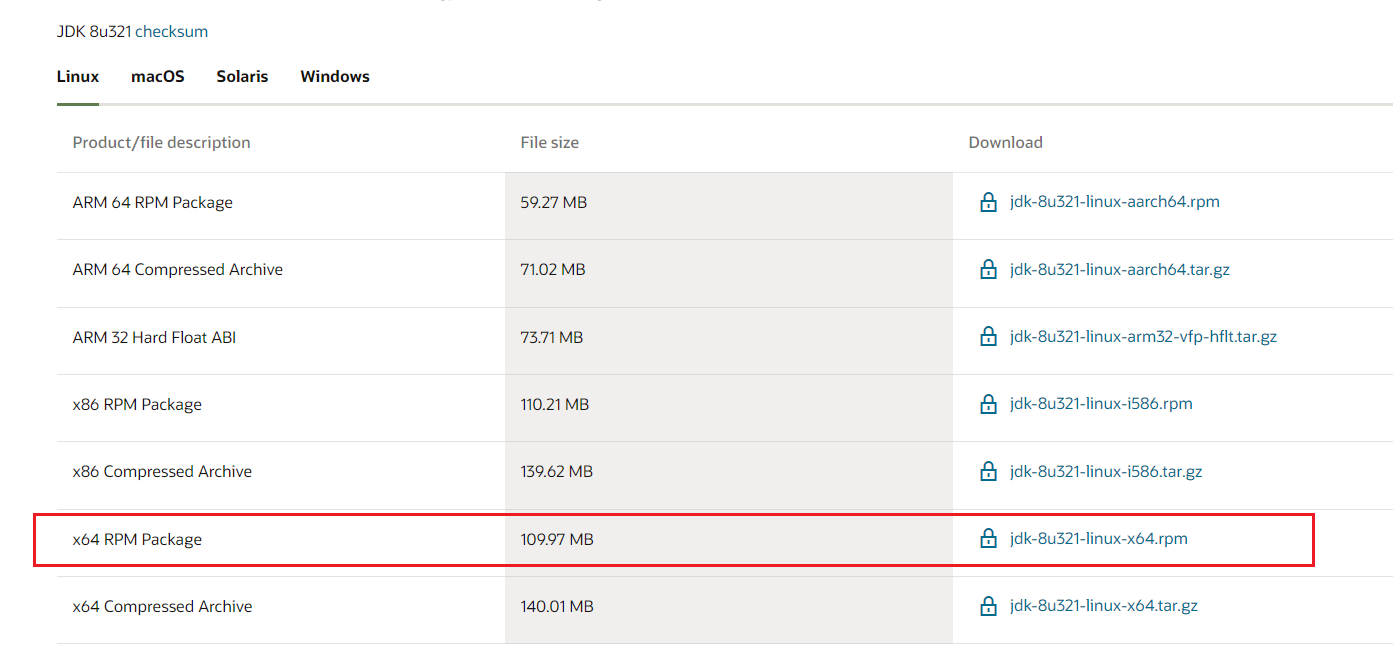 JDK 8u321 checksum
Linux macOS Solaris Windows
Product/file description File size Download
ARM 64 RPM Package 59.27 MB jdk-8u321-linux-aarch64.rpm
ARM 64 Compressed Archive 71.02 MB jdk-8u321-linux-aarch64.tar.gz
ARM 32 Hard Float ABI 73.71 MB jdk-8u321-linux-arm32-vfp-hflt.tar.gz
x86 RPM Package 110.21 MB jdk-8u321-linux-i586.rpm
x86 Compressed Archive 139.62 MB jdk-8u321-linux-i586.tar.gz
x64 RPM Package 109.97 MB jdk-8u321-linux-x64.rpm
x64 Compressed Archive 140.01 MB jdk-8u321-linux-x64.tar.gz